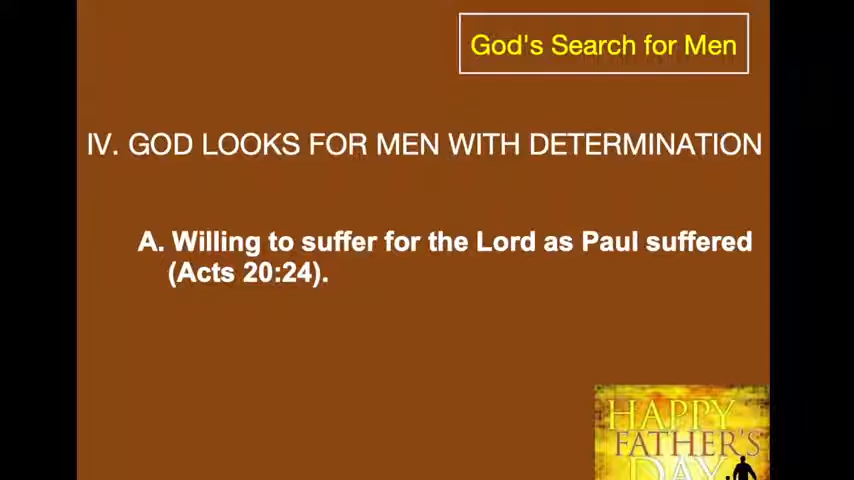 God's Search for Men
IV. GOD LOOKS FOR MEN WITH DETERMINATION
A. Willing to suffer for the Lord as Paul suffered
(Acts 20:24).
HAPPY
FATHER'S
DAY